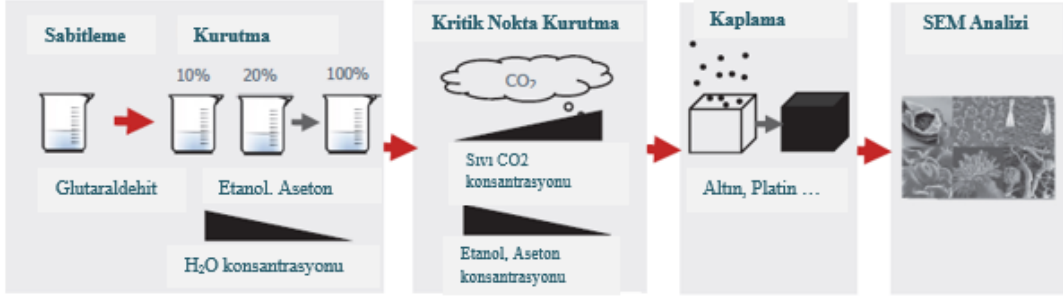 Sabitleme
Kurutma
10%
20%
100%
Glutaraldehit
Etanol. Aseton
H₂O konsantrasyonu
Kritik Nokta Kurutma
CO₂
Sıvı CO2
konsantrasyonu
Etanol, Aseton
konsantrasyonu
Kaplama
Altın, Platin ...
SEM Analizi